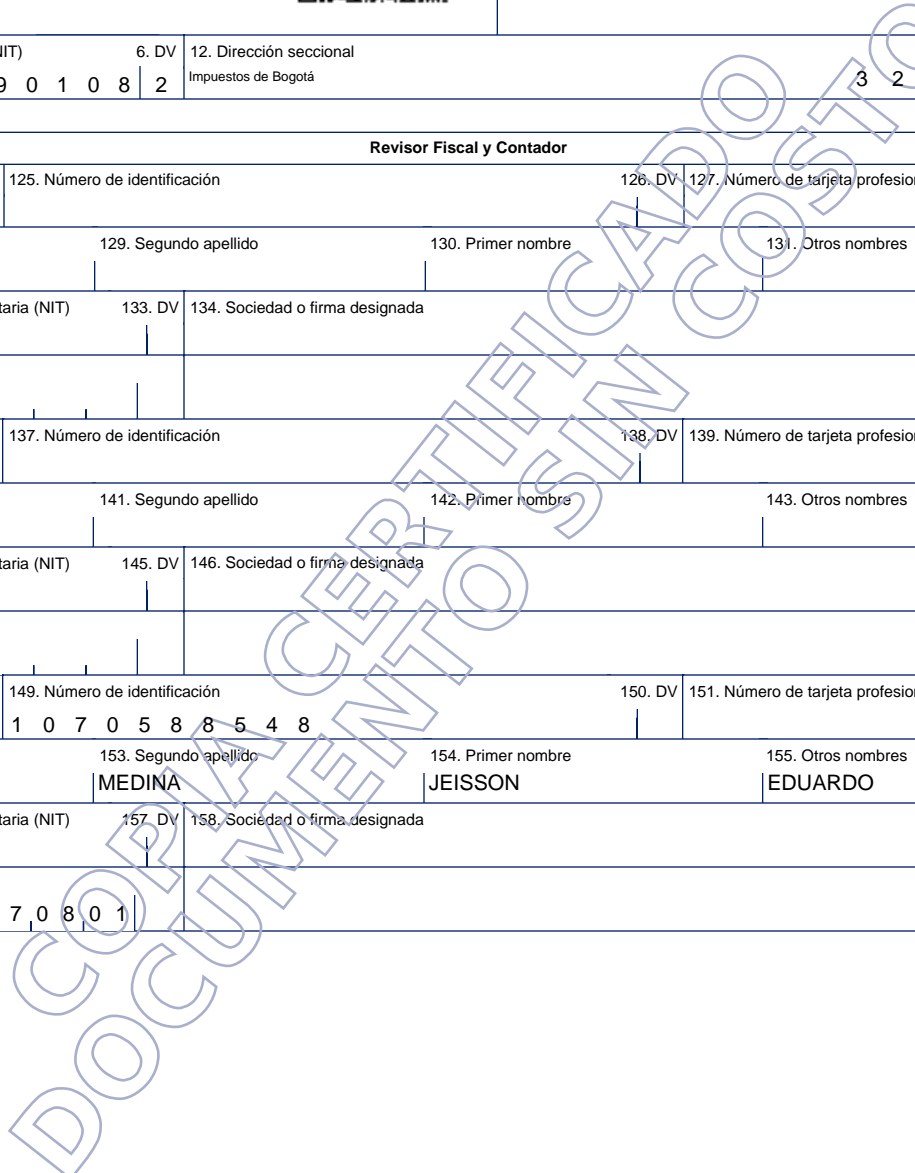 NIT) 6. DV 12. Dirección seccional
9 0 1 0 8 2 Impuestos de Bogotá 3 2
Revisor Fiscal y Contador
125. Número de identificación 126. DV 127. Número de tarjeta profesion
129. Segundo apellido 130. Primer nombre 131. Otros nombres
taria (NIT) 133. DV 134. Sociedad o firma designada
137. Número de identificación 138. DV 139. Número de tarjeta profesion
141. Segundo apellido 142. Primer nombre 143. Otros nombres
taria (NIT) 145. DV 146. Sociedad o firma designada
149. Número de identificación 150. DV 151. Número de tarjeta profesion
1 0 7 0 5 8 8 5 4 8
153. Segundo apellido 154. Primer nombre 155. Otros nombres
MEDINA JEISSON EDUARDO
taria (NIT) 157. DV 158. Sociedad o firma designada
7 0 8 0 1
COPIA CERTIFICADO
DOCUMENTO SIN COSTO